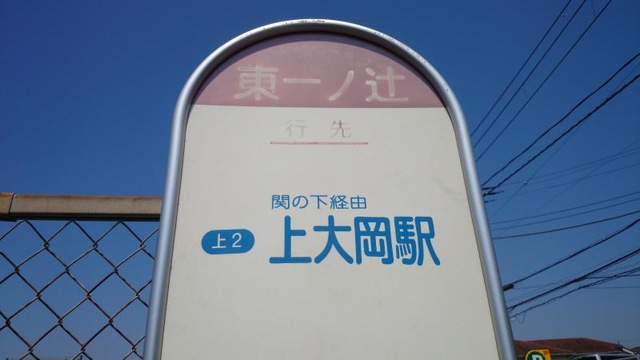 東一ノ辻
行先
関の下経由
上2 上大岡駅